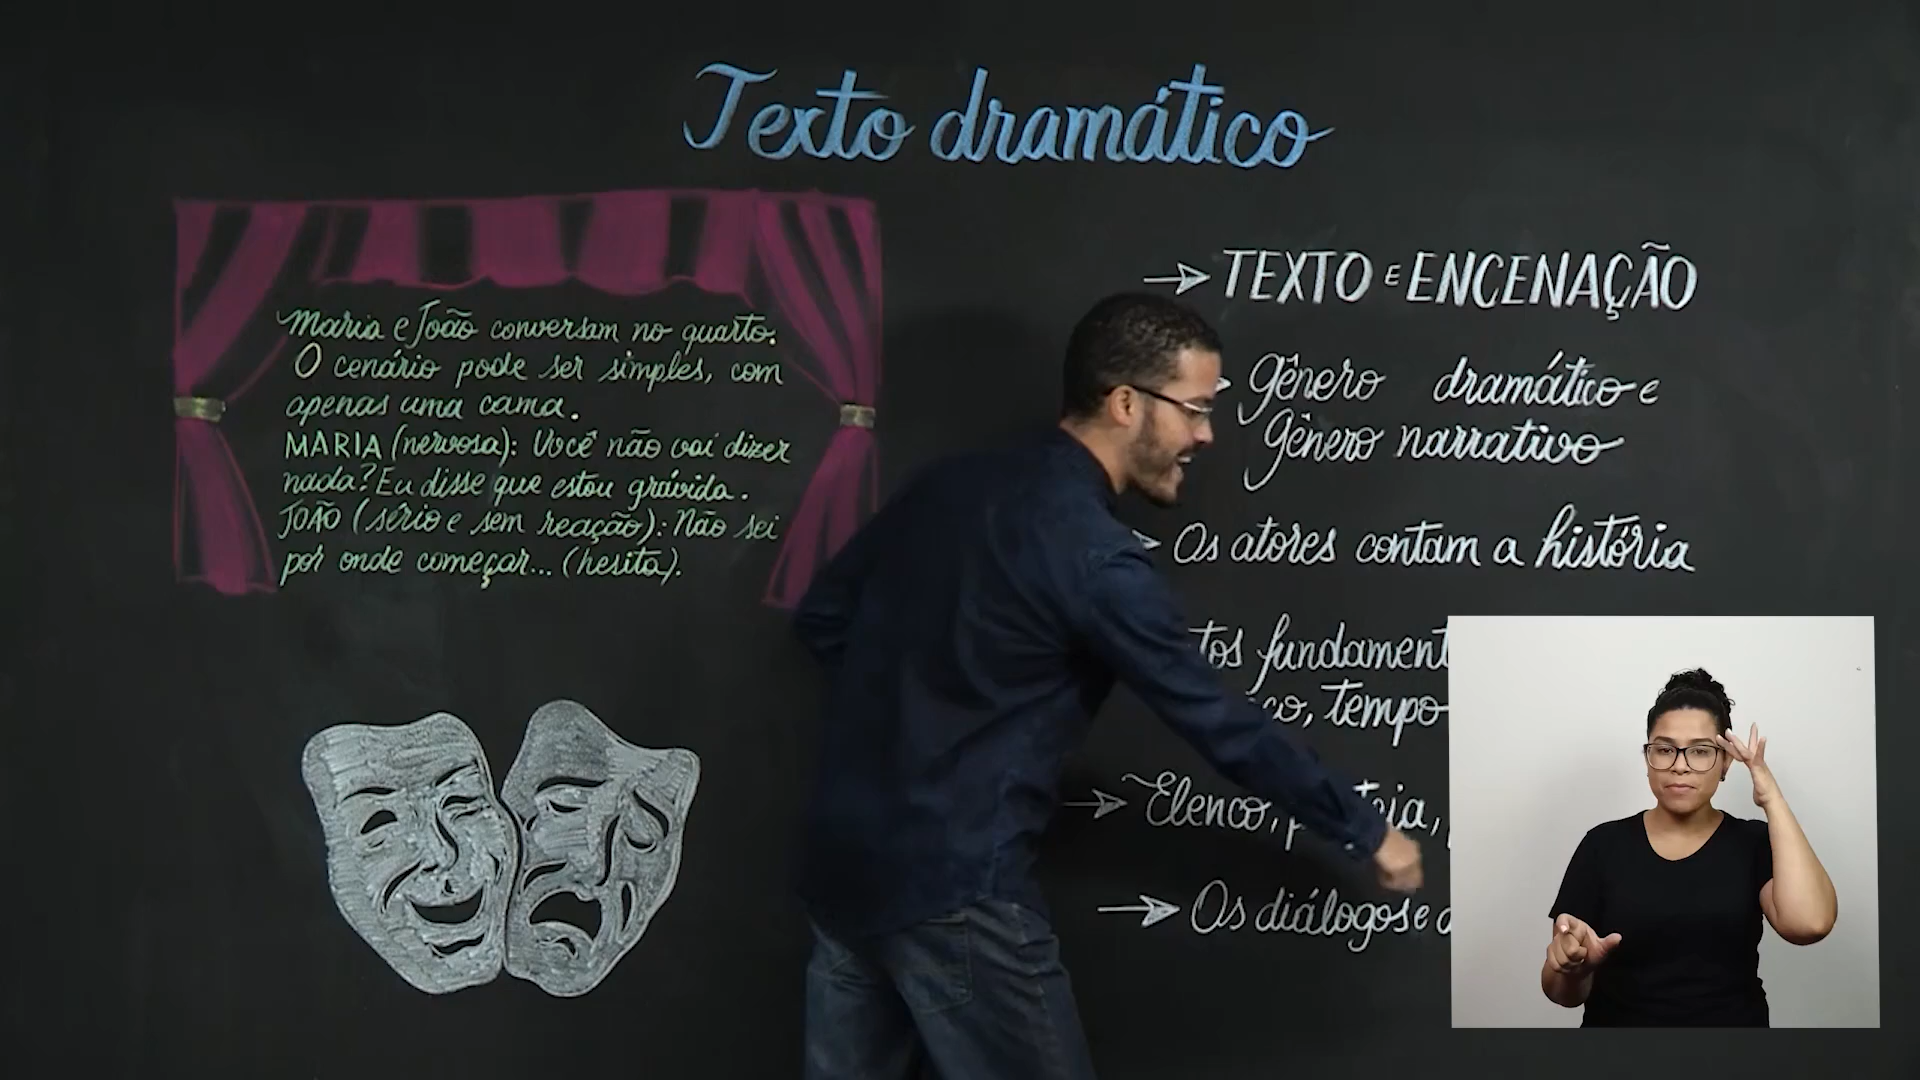 Texto dramático
Maria e João conversam no quarto.
O cenário pode ser simples, com
apenas uma cama.
MARIA (nervosa): Você não vai dizer
nada? Eu disse que estou grávida.
JOÃO (sério e sem reação): Não sei
por onde começar... (hesita).
→ TEXTO E ENCENAÇÃO
Gênero dramático e
Gênero narrativo
Os atores contam a história
tempo
→ Elenco,
→ Os diálogos e